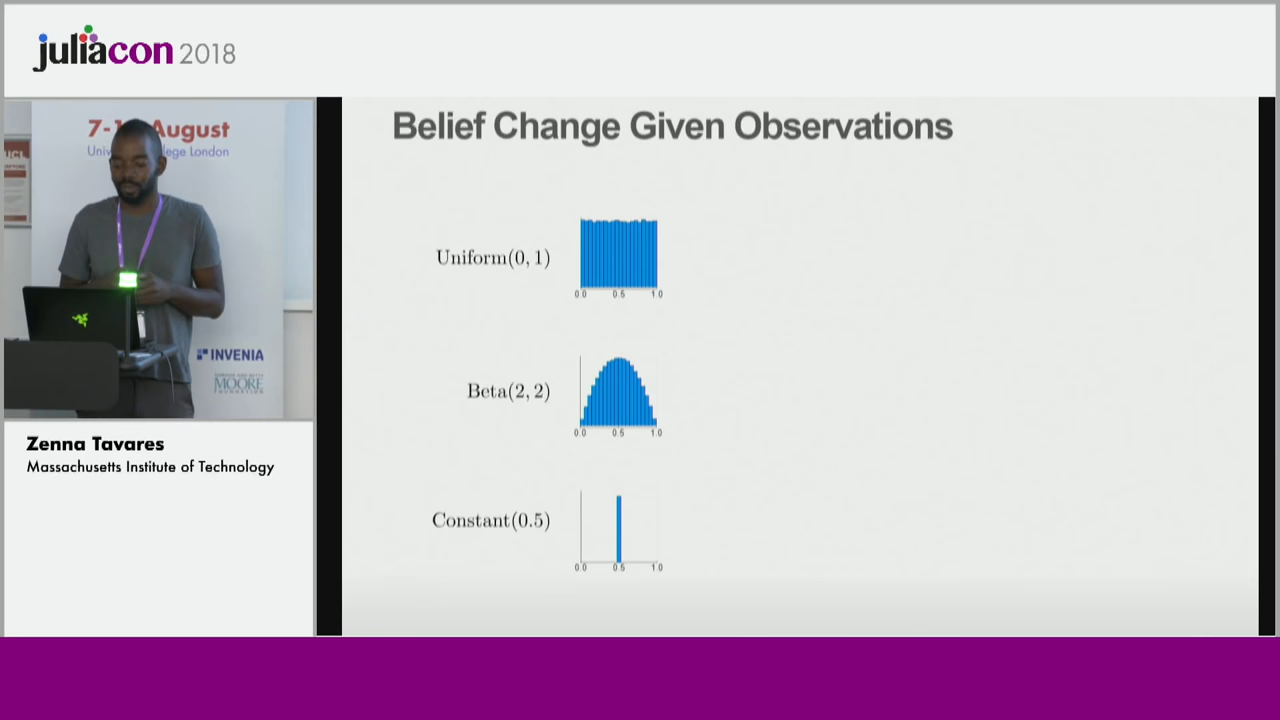 juliacon 2018
7-1 August
Univ lege London
UCL
INVENIA
MOORE
Zenna Tavares
Massachusetts Institute of Technology
Belief Change Given Observations
Uniform(0, 1)
0.0 0.5 1.0
Beta(2, 2)
0.0 0.5 1.0
Constant(0.5)
0.0 0.5 1.0